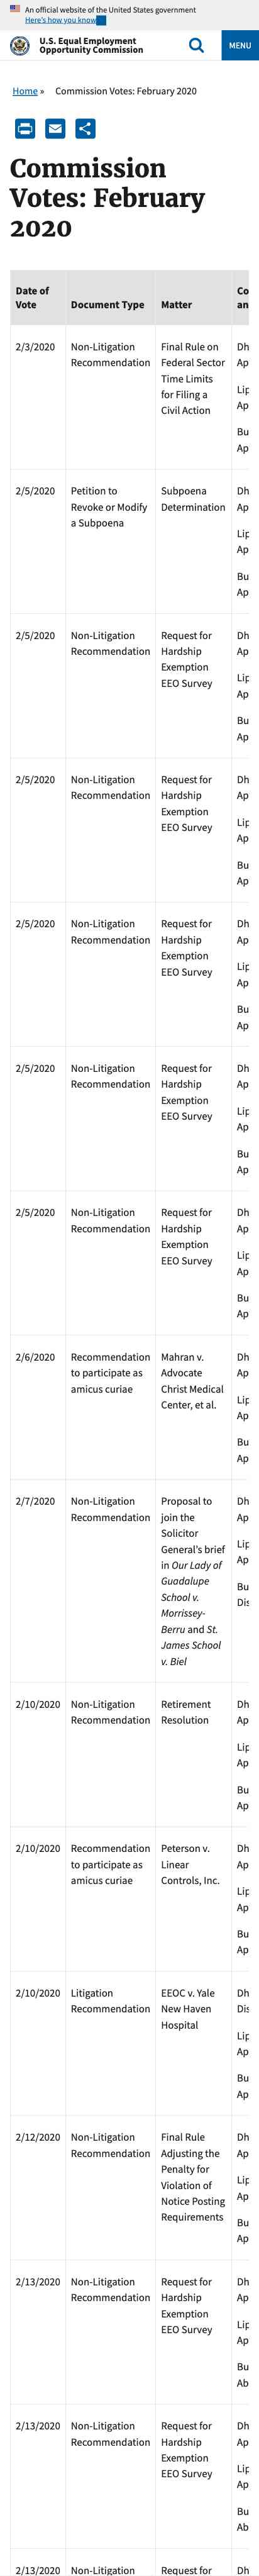 An official website of the United States government
Here's how you know
U.S. Equal Employment
Opportunity Commission
MENU
Home » Commission Votes: February 2020
Commission
Votes: February
2020
Date of
Vote
Document Type
Matter
Co
an
2/3/2020
Non-Litigation
Recommendation
Final Rule on
Federal Sector
Time Limits
for Filing a
Civil Action
Dh
Ap
Lip
Ap
Bu
Ap
2/5/2020
Petition to
Revoke or Modify
a Subpoena
Subpoena
Determination
Dh
Ap
Lip
Ap
Bu
Ap
2/5/2020
Non-Litigation
Recommendation
Request for
Hardship
Exemption
EEO Survey
Dh
Ap
Lip
Ap
Bu
Ap
2/5/2020
Non-Litigation
Recommendation
Request for
Hardship
Exemption
EEO Survey
Dh
Ap
Lip
Ap
Bu
Ap
2/5/2020
Non-Litigation
Recommendation
Request for
Hardship
Exemption
EEO Survey
Dh
Ap
Lip
Ap
Bu
Ap
2/5/2020
Non-Litigation
Recommendation
Request for
Hardship
Exemption
EEO Survey
Dh
Ap
Lip
Ap
Bu
Ap
2/5/2020
Non-Litigation
Recommendation
Request for
Hardship
Exemption
EEO Survey
Dh
Ap
Lip
Ap
Bu
Ap
2/6/2020
Recommendation
to participate as
amicus curiae
Mahran v.
Advocate
Christ Medical
Center, et al.
Dh
Ap
Lip
Ap
Bu
Ap
2/7/2020
Non-Litigation
Recommendation
Proposal to
join the
Solicitor
General's brief
in Our Lady of
Guadalupe
School v.
Morrissey-
Berru and St.
James School
v. Biel
Dh
Ap
Lip
Ap
Bu
Dis
2/10/2020
Non-Litigation
Recommendation
Retirement
Resolution
Dh
Ap
Lip
Ap
Bu
Ap
2/10/2020
Recommendation
to participate as
amicus curiae
Peterson v.
Linear
Controls, Inc.
Dh
Ap
Lip
Ap
Bu
Ap
2/10/2020
Litigation
Recommendation
EEOC v. Yale
New Haven
Hospital
Dh
Dis
Lip
Ap
Bu
Ap
2/12/2020
Non-Litigation
Recommendation
Final Rule
Adjusting the
Penalty for
Violation of
Notice Posting
Requirements
Dh
Ap
Lip
Ap
Bu
Ap
2/13/2020
Non-Litigation
Recommendation
Request for
Hardship
Exemption
EEO Survey
Dh
Ap
Lip
Ap
Bu
Ab
2/13/2020
Non-Litigation
Recommendation
Request for
Hardship
Exemption
EEO Survey
Dh
Ap
Lip
Ap
Bu
Ab
2/13/2020
Non-Litigation
Request for
Dh